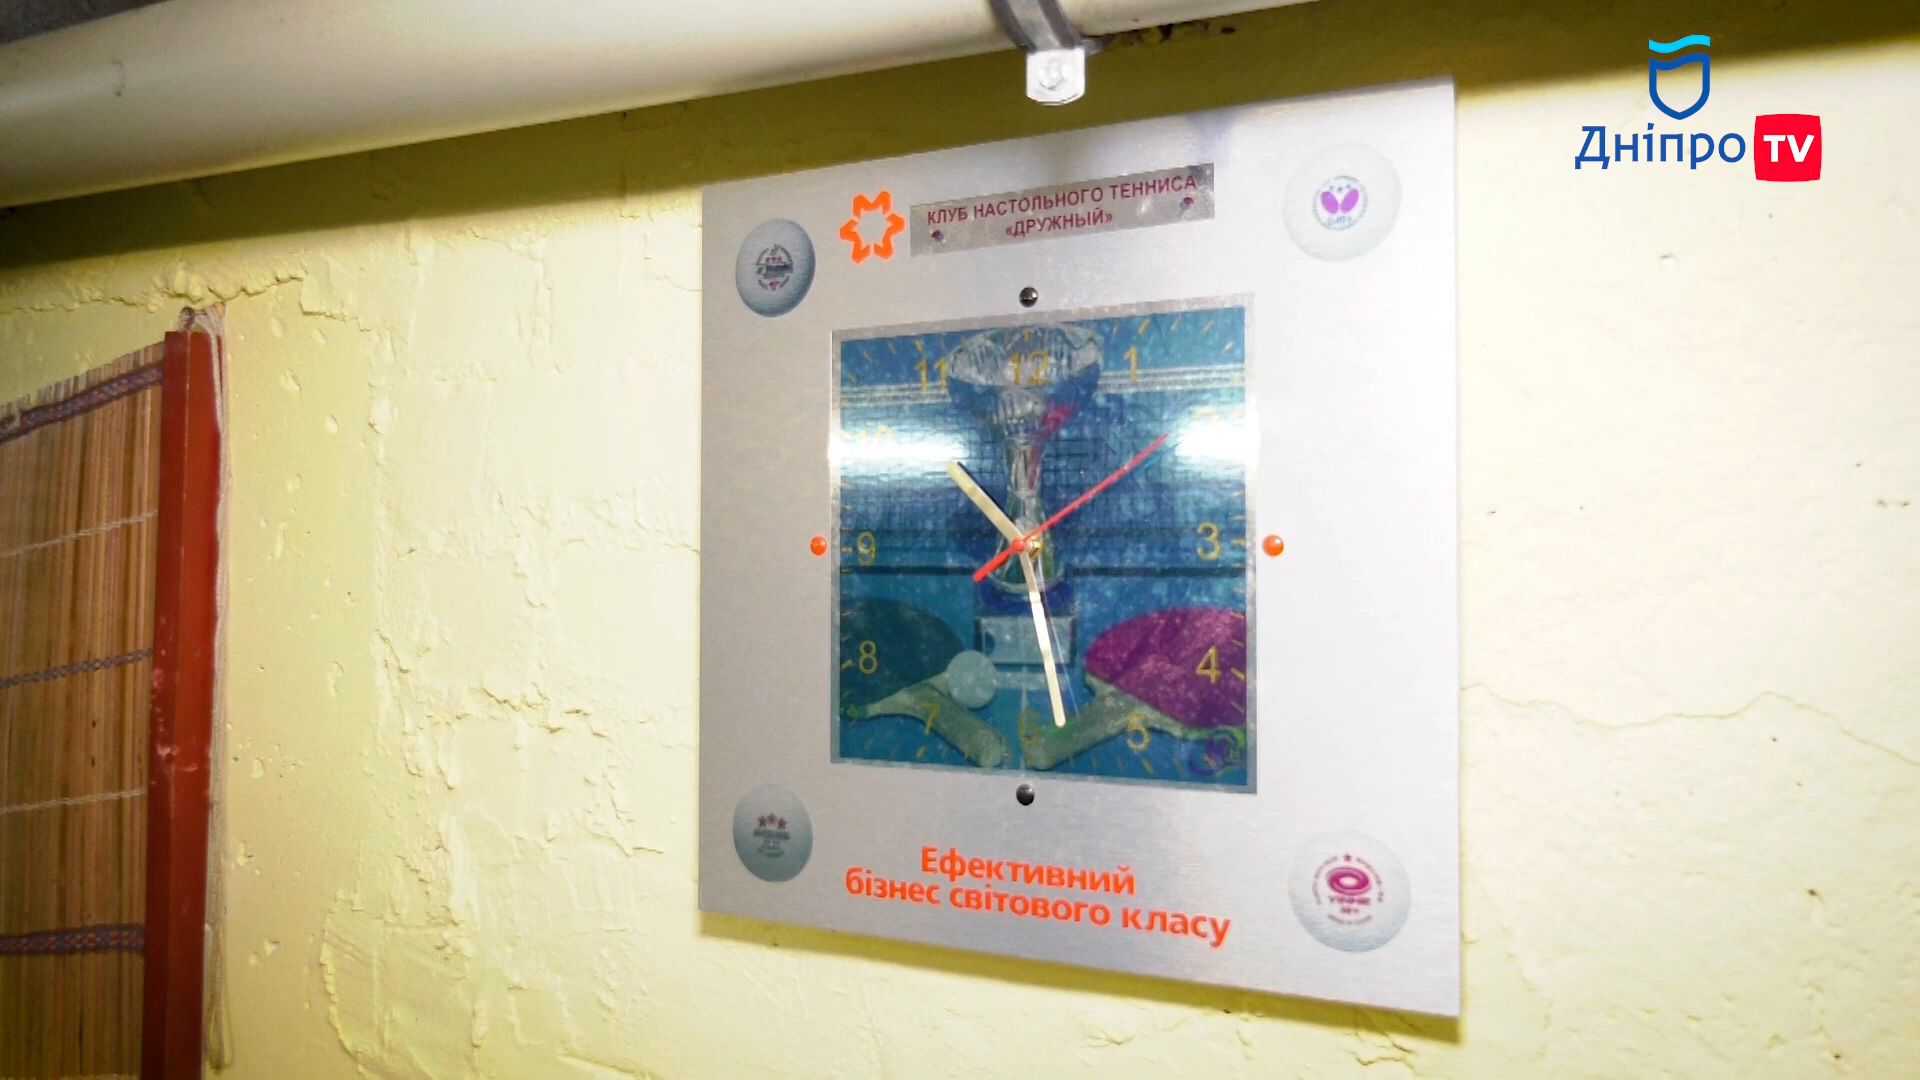 Дніпро TV
КЛУБ НАСТОЛЬНОГО ТЕННИСА
«ДРУЖНЫЙ»
11 12 1
10
9 3
8 4
7 6 5
Ефективний
бізнес світового класу